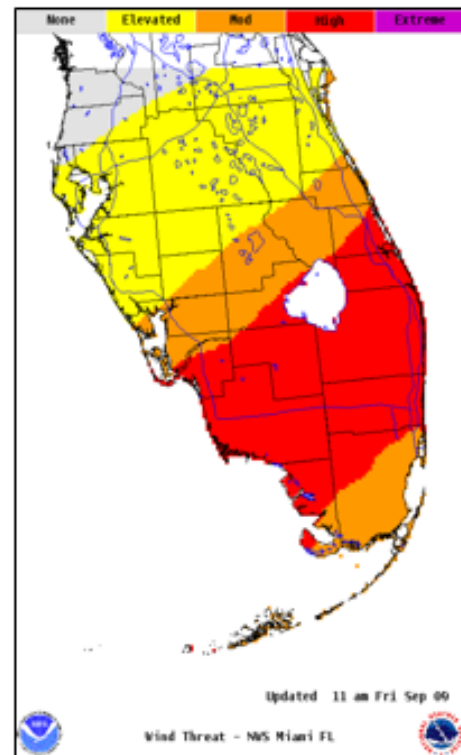 None Elevated Mod High Extreme
Updated 11 am Fri Sep 09
Wind Threat - NWS Miami FL